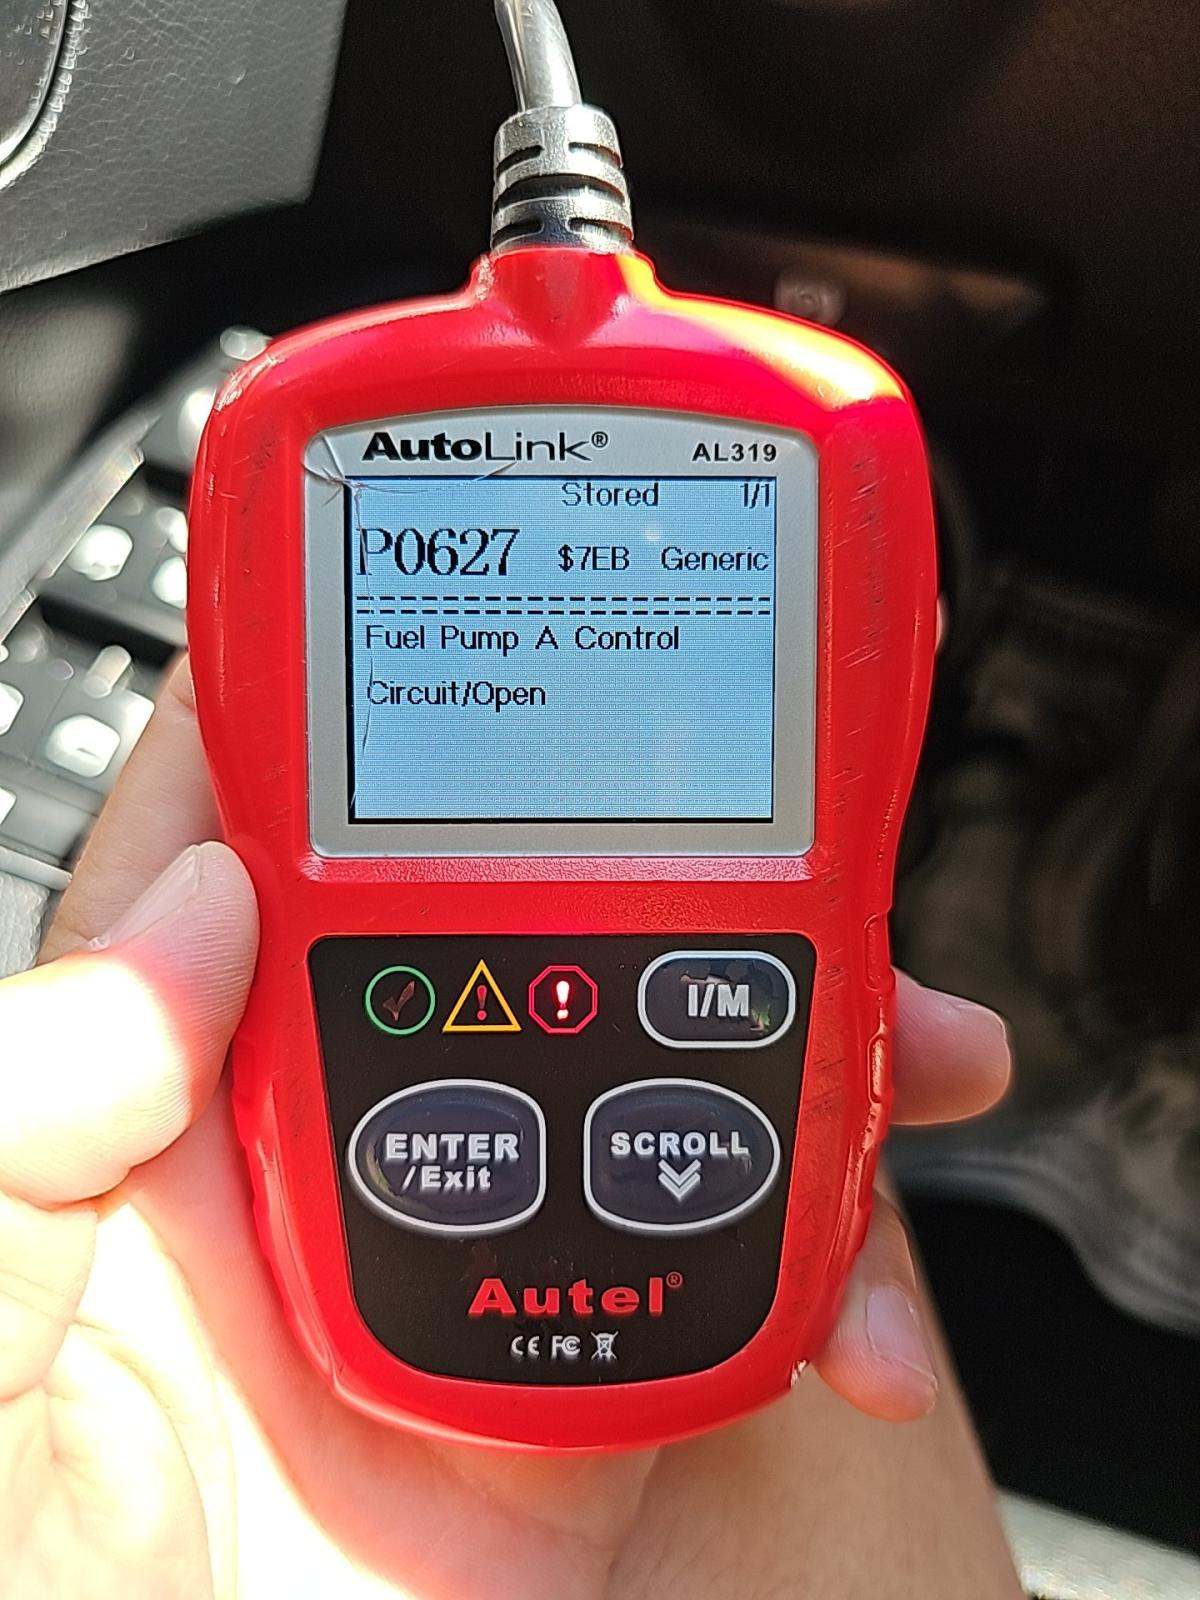 AutoLink® AL319
Stored 1/1
P0627 $7EB Generic
Fuel Pump A Control
Circuit/Open
I/M
ENTER
/Exit
SCROLL
Autel®
CE FC